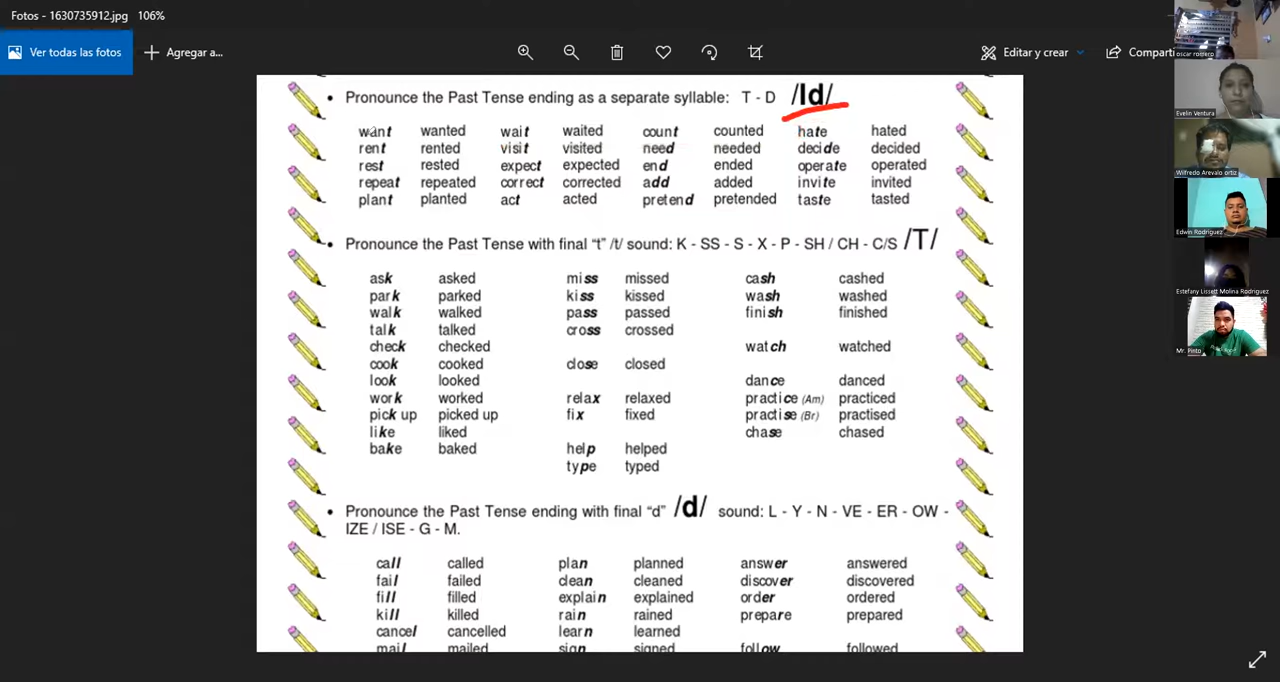 Fotos - 1630735912.jpg 106%
Ver todas las fotos Agregar a... Editar y crear Comparti
oscar romero
Evelin Ventura
Wilfredo Arevalo ortiz
Edwin Rodriguez
Estefany Lissett Molina Rodriguez
Mr. Pinto
• Pronounce the Past Tense ending as a separate syllable: T - D /Id/
want wanted wait waited count counted hate hated
rent rented visit visited need needed decide decided
rest rested expect expected end ended operate operated
repeat repeated correct corrected add added invite invited
plant planted act acted pretend pretended taste tasted
• Pronounce the Past Tense with final “t” /t/ sound: K - SS - S - X - P - SH / CH - C/S /T/
ask asked miss missed cash cashed
park parked kiss kissed wash washed
walk walked pass passed finish finished
talk talked cross crossed
check checked watch watched
cook cooked close closed
look looked dance danced
work worked relax relaxed practice (Am) practiced
pick up picked up fix fixed practise (Br) practised
like liked chase chased
bake baked help helped
type typed
• Pronounce the Past Tense ending with final “d” /d/ sound: L - Y - N - VE - ER - OW -
IZE / ISE - G - M.
call called plan planned answer answered
fail failed clean cleaned discover discovered
fill filled explain explained order ordered
kill killed rain rained prepare prepared
cancel cancelled learn learned
mail mailed sign signed follow followed